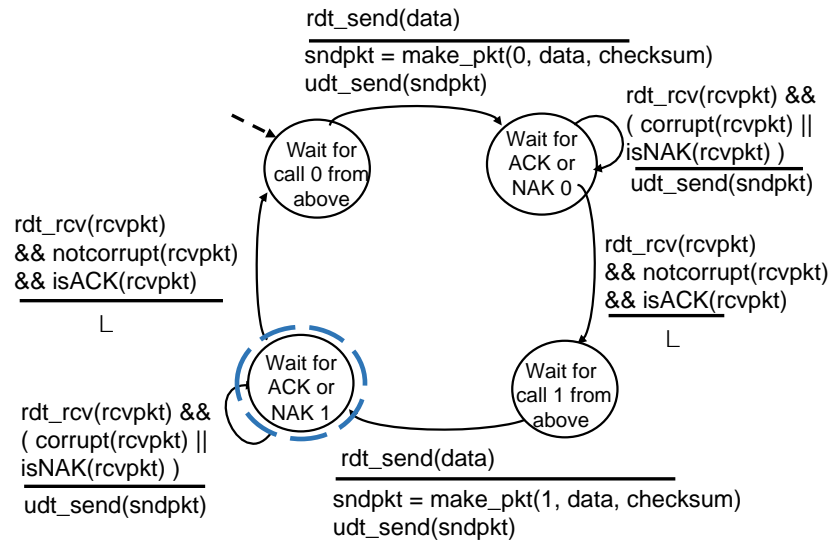 rdt_send(data)
sndpkt = make_pkt(0, data, checksum)
udt_send(sndpkt)
Wait for
call 0 from
above
Wait for
ACK or
NAK 0
rdt_rcv(rcvpkt) &&
( corrupt(rcvpkt) ||
isNAK(rcvpkt) )
udt_send(sndpkt)
rdt_rcv(rcvpkt)
&& notcorrupt(rcvpkt)
&& isACK(rcvpkt)
∟
rdt_rcv(rcvpkt)
&& notcorrupt(rcvpkt)
&& isACK(rcvpkt)
∟
Wait for
ACK or
NAK 1
Wait for
call 1 from
above
rdt_rcv(rcvpkt) &&
( corrupt(rcvpkt) ||
isNAK(rcvpkt) )
udt_send(sndpkt)
rdt_send(data)
sndpkt = make_pkt(1, data, checksum)
udt_send(sndpkt)